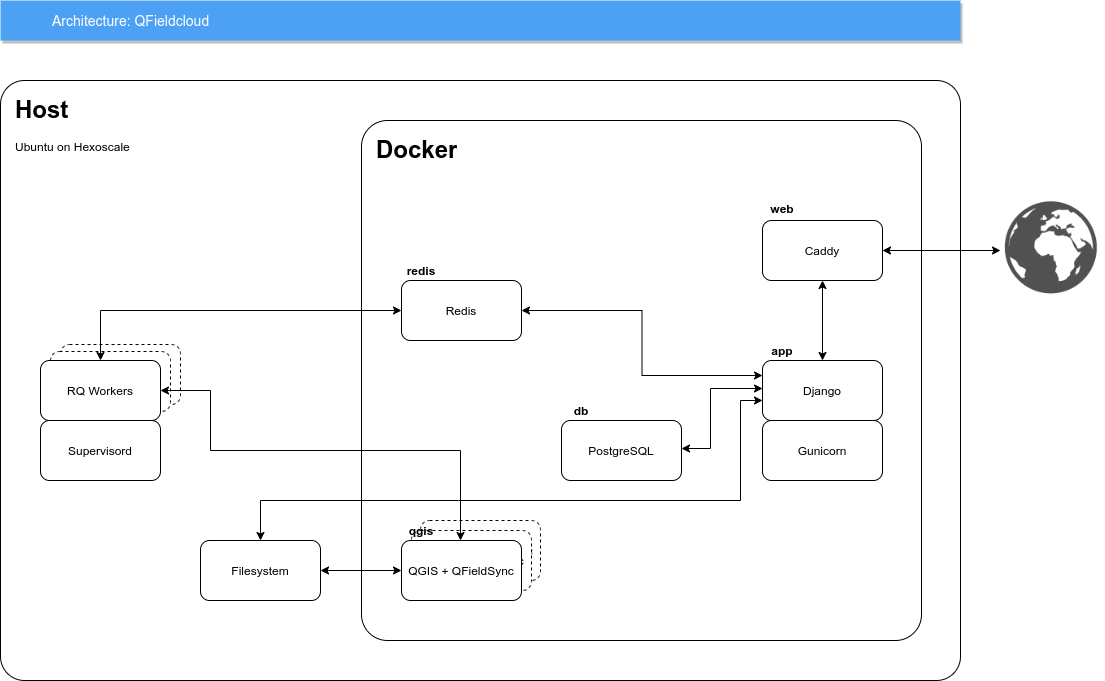 Architecture: QFieldcloud
Host
Ubuntu on Hexoscale
Docker
web
Caddy
redis
Redis
app
RQ Workers
Django
db
Supervisord
PostgreSQL
Gunicorn
qgis
Filesystem
QGIS + QFieldSync